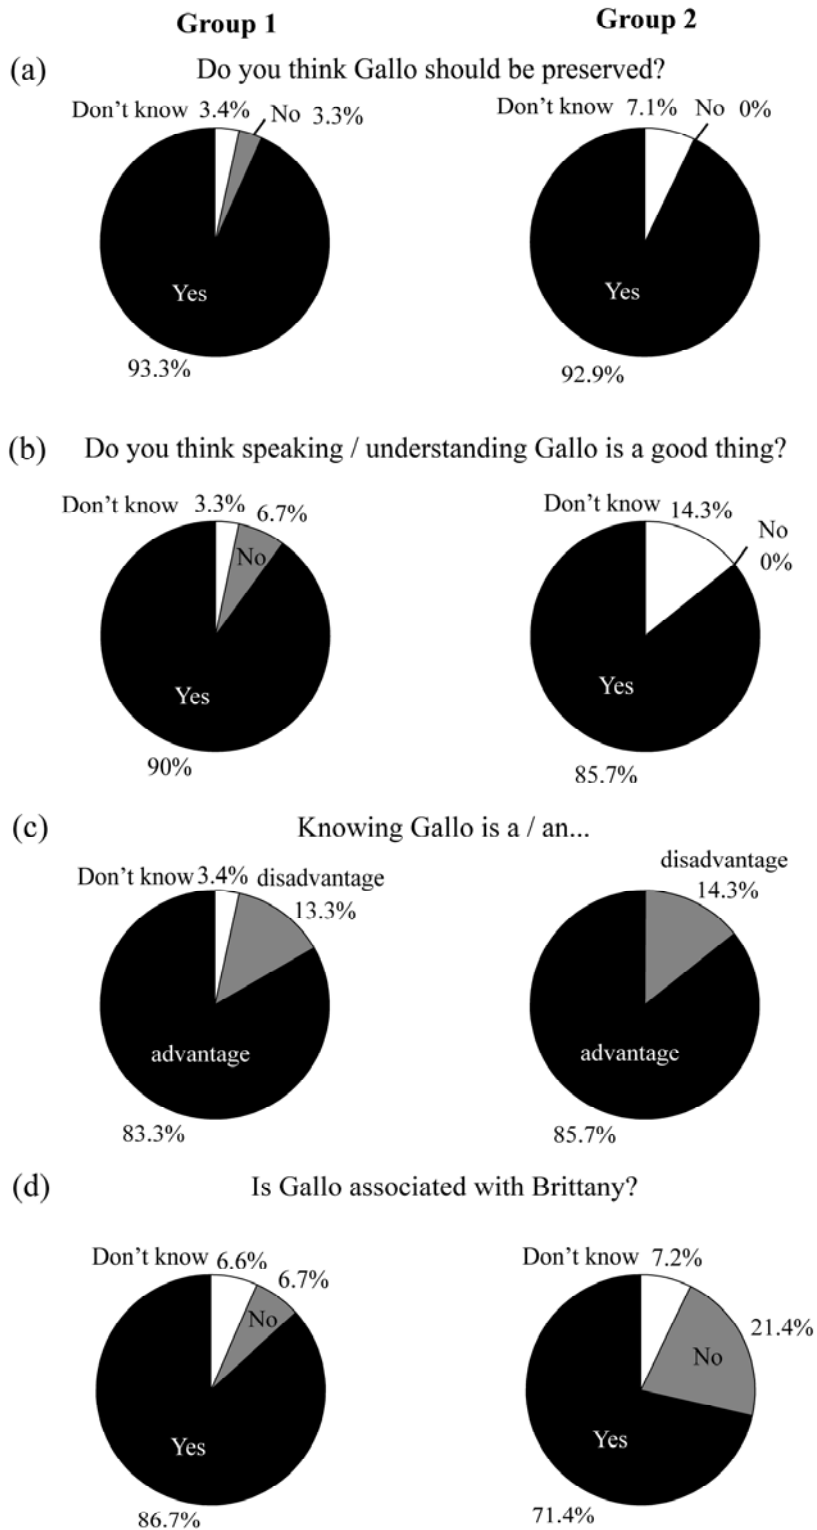 Group 1 Group 2
(a) Do you think Gallo should be preserved?
Don't know 3.4% No 3.3%
Don't know 7.1% No 0%
Yes
Yes
93.3%
92.9%
(b) Do you think speaking / understanding Gallo is a good thing?
Don't know 3.3% 6.7%
No
Don't know 14.3%
No
0%
Yes
Yes
90%
85.7%
(c) Knowing Gallo is a / an...
Don't know 3.4% disadvantage
13.3%
disadvantage
14.3%
advantage
advantage
83.3%
85.7%
(d) Is Gallo associated with Brittany?
Don't know 6.6%
6.7%
No
Don't know 7.2%
21.4%
No
Yes
Yes
86.7%
71.4%